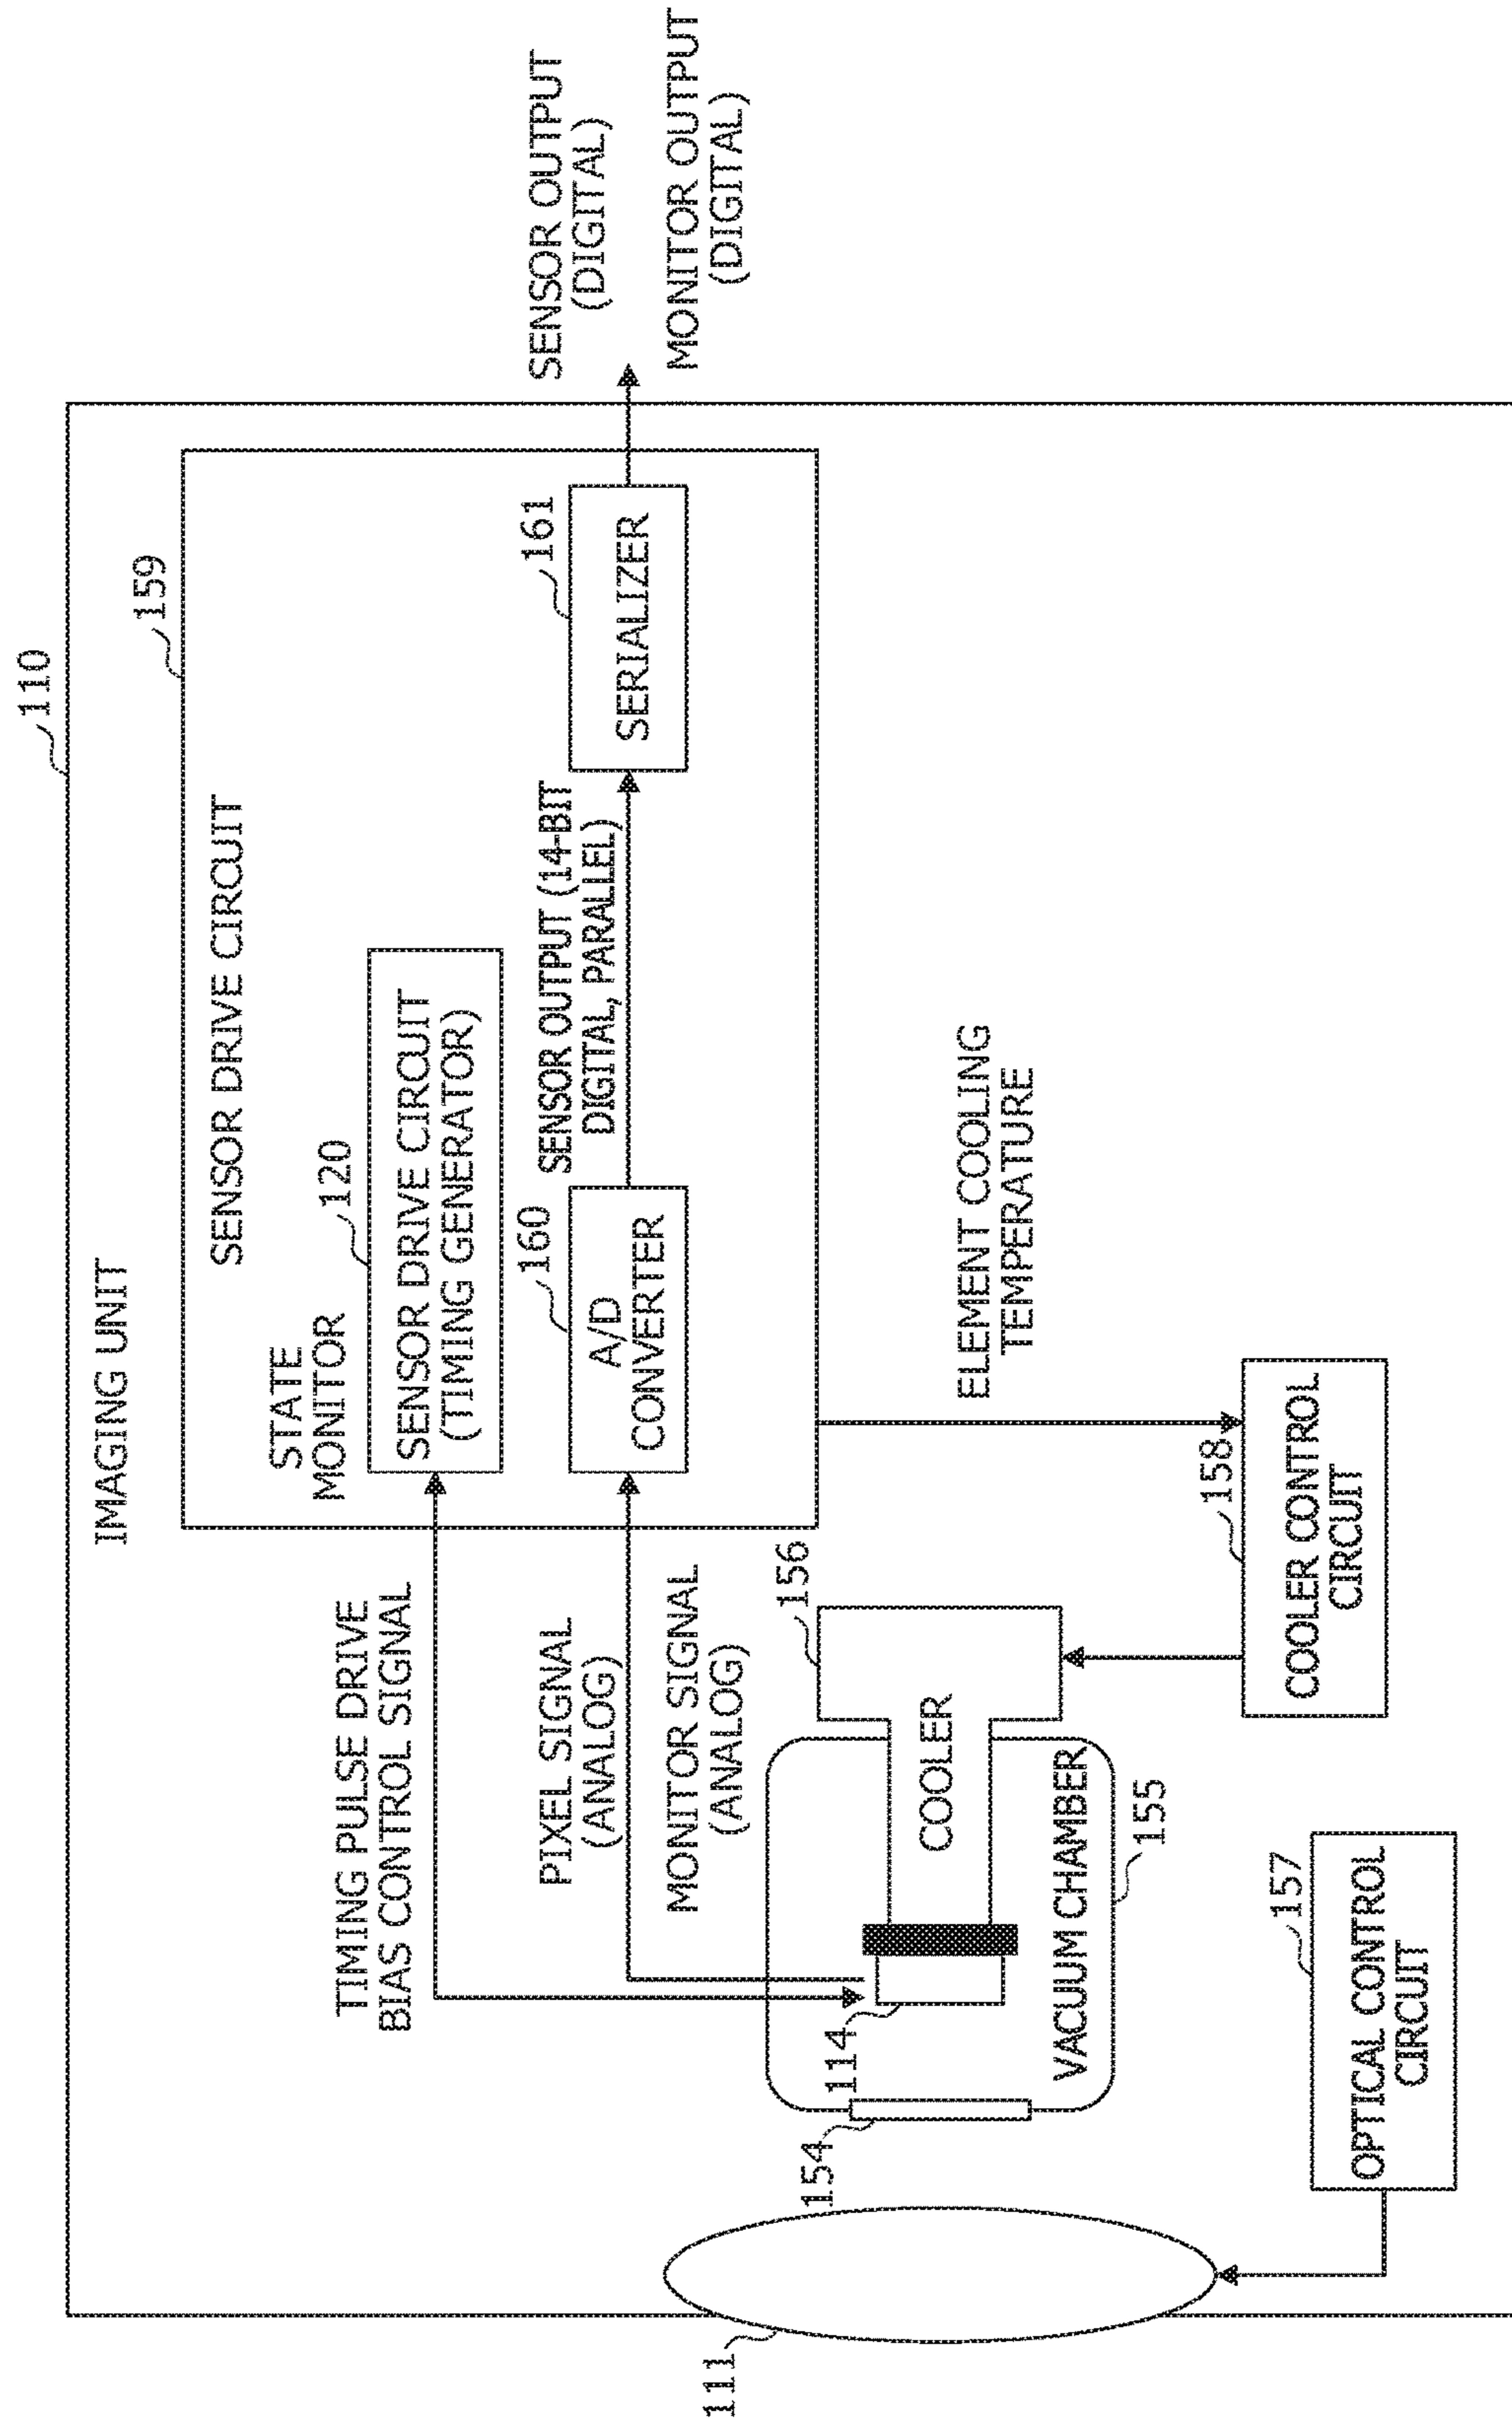 110
IMAGING UNIT
159
SENSOR DRIVE CIRCUIT
STATE
MONITOR
120
SENSOR DRIVE CIRCUIT
(TIMING GENERATOR)
TIMING PULSE DRIVE
BIAS CONTROL SIGNAL
PIXEL SIGNAL
(ANALOG)
MONITOR SIGNAL
(ANALOG)
160
A/D
CONVERTER
SENSOR OUTPUT (14-BIT
DIGITAL, PARALLEL)
161
SERIALIZER
SENSOR OUTPUT
(DIGITAL)
MONITOR OUTPUT
(DIGITAL)
111
154
114
156
COOLER
VACUUM CHAMBER
155
ELEMENT COOLING
TEMPERATURE
157
OPTICAL CONTROL
CIRCUIT
158
COOLER CONTROL
CIRCUIT